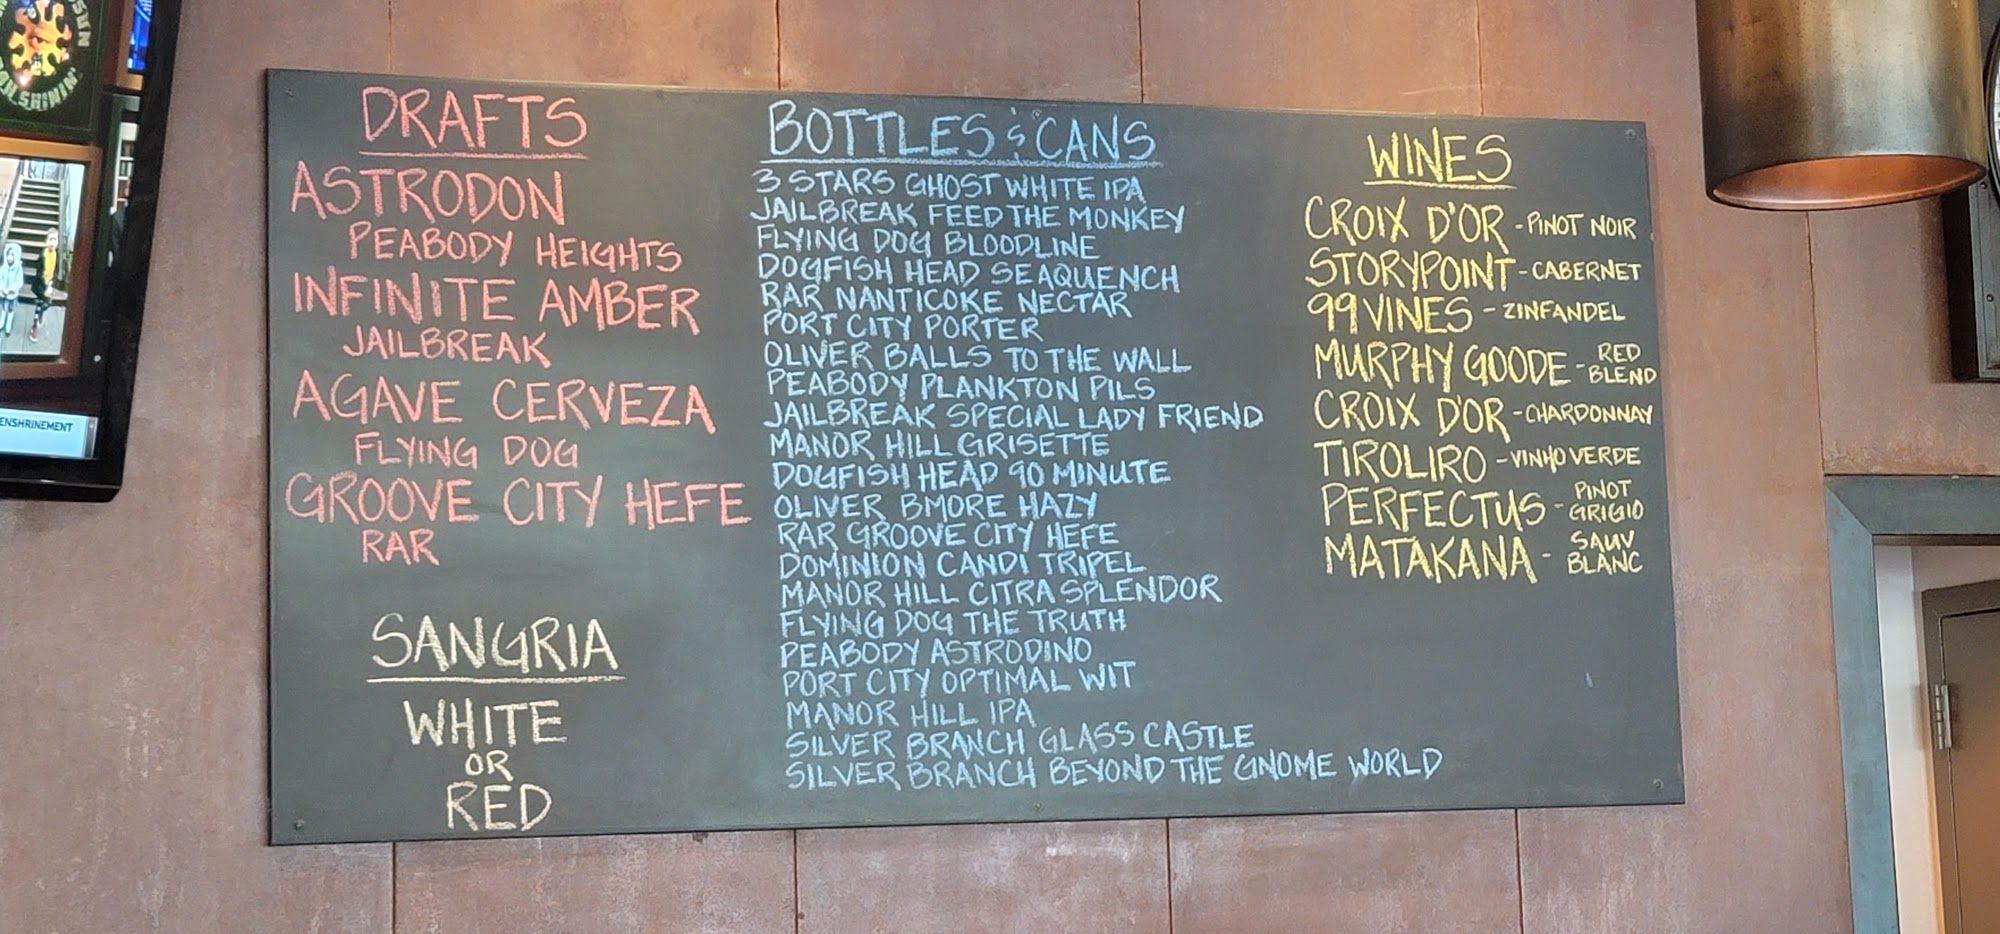 DRAFTS
ASTRODON
PEABODY HEIGHTS
INFINITE AMBER
JAILBREAK
AGAVE CERVEZA
FLYING DOG
GROOVE CITY HEFE
RAR
SANGRIA
WHITE
OR
RED
BOTTLES & CANS
3 STARS GHOST WHITE IPA
JAILBREAK FEED THE MONKEY
FLYING DOG BLOODLINE
DOGFISH HEAD SEAQUENCH
RAR NANTICOKE NECTAR
PORT CITY PORTER
OLIVER BALLS TO THE WALL
PEABODY PLANKTON PILS
JAILBREAK SPECIAL LADY FRIEND
MANOR HILL GRISETTE
DOGFISH HEAD 90 MINUTE
OLIVER BMORE HAZY
RAR GROOVE CITY HEFE
DOMINION CANDI TRIPEL
MANOR HILL CITRA SPLENDOR
FLYING DOG THE TRUTH
PEABODY ASTRODINO
PORT CITY OPTIMAL WIT
MANOR HILL IPA
SILVER BRANCH GLASS CASTLE
SILVER BRANCH BEYOND THE GNOME WORLD
WINES
CROIX D'OR - PINOT NOIR
STORYPOINT - CABERNET
99 VINES - ZINFANDEL
MURPHY GOODE - RED BLEND
CROIX D'OR - CHARDONNAY
TIROLIRO - VINHO VERDE
PERFECTUS - PINOT GRIGIO
MATAKANA - SAUV BLANC
ENSHRINEMENT